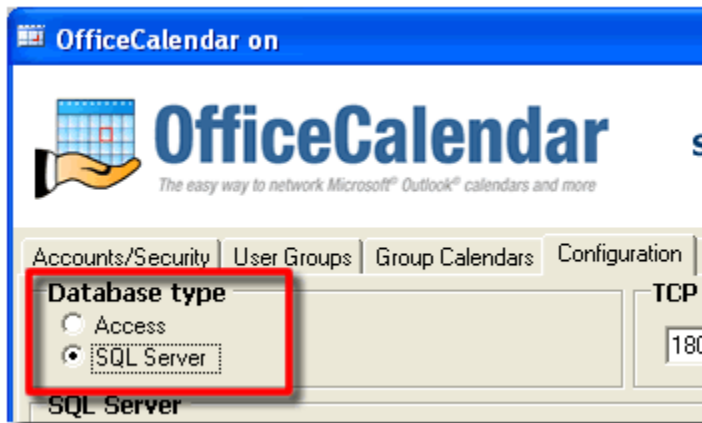 OfficeCalendar on
OfficeCalendar
The easy way to network Microsoft® Outlook® calendars and more
Accounts/Security User Groups Group Calendars Configuration
Database type
TCP
Access
SQL Server
180
SQL Server